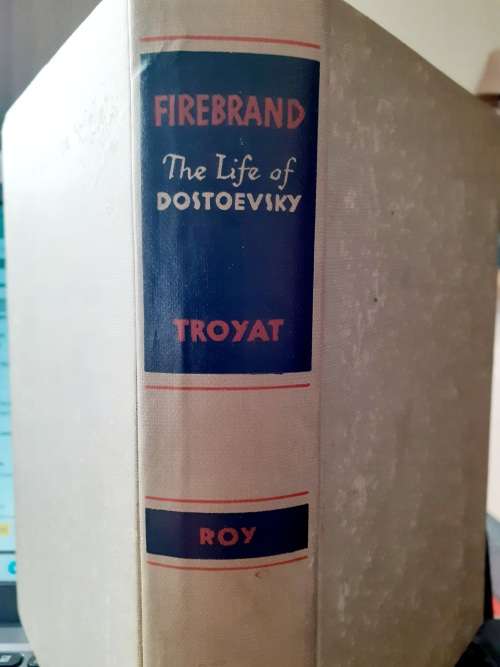 FIREBRAND
The Life of
DOSTOEVSKY
TROYAT
ROY